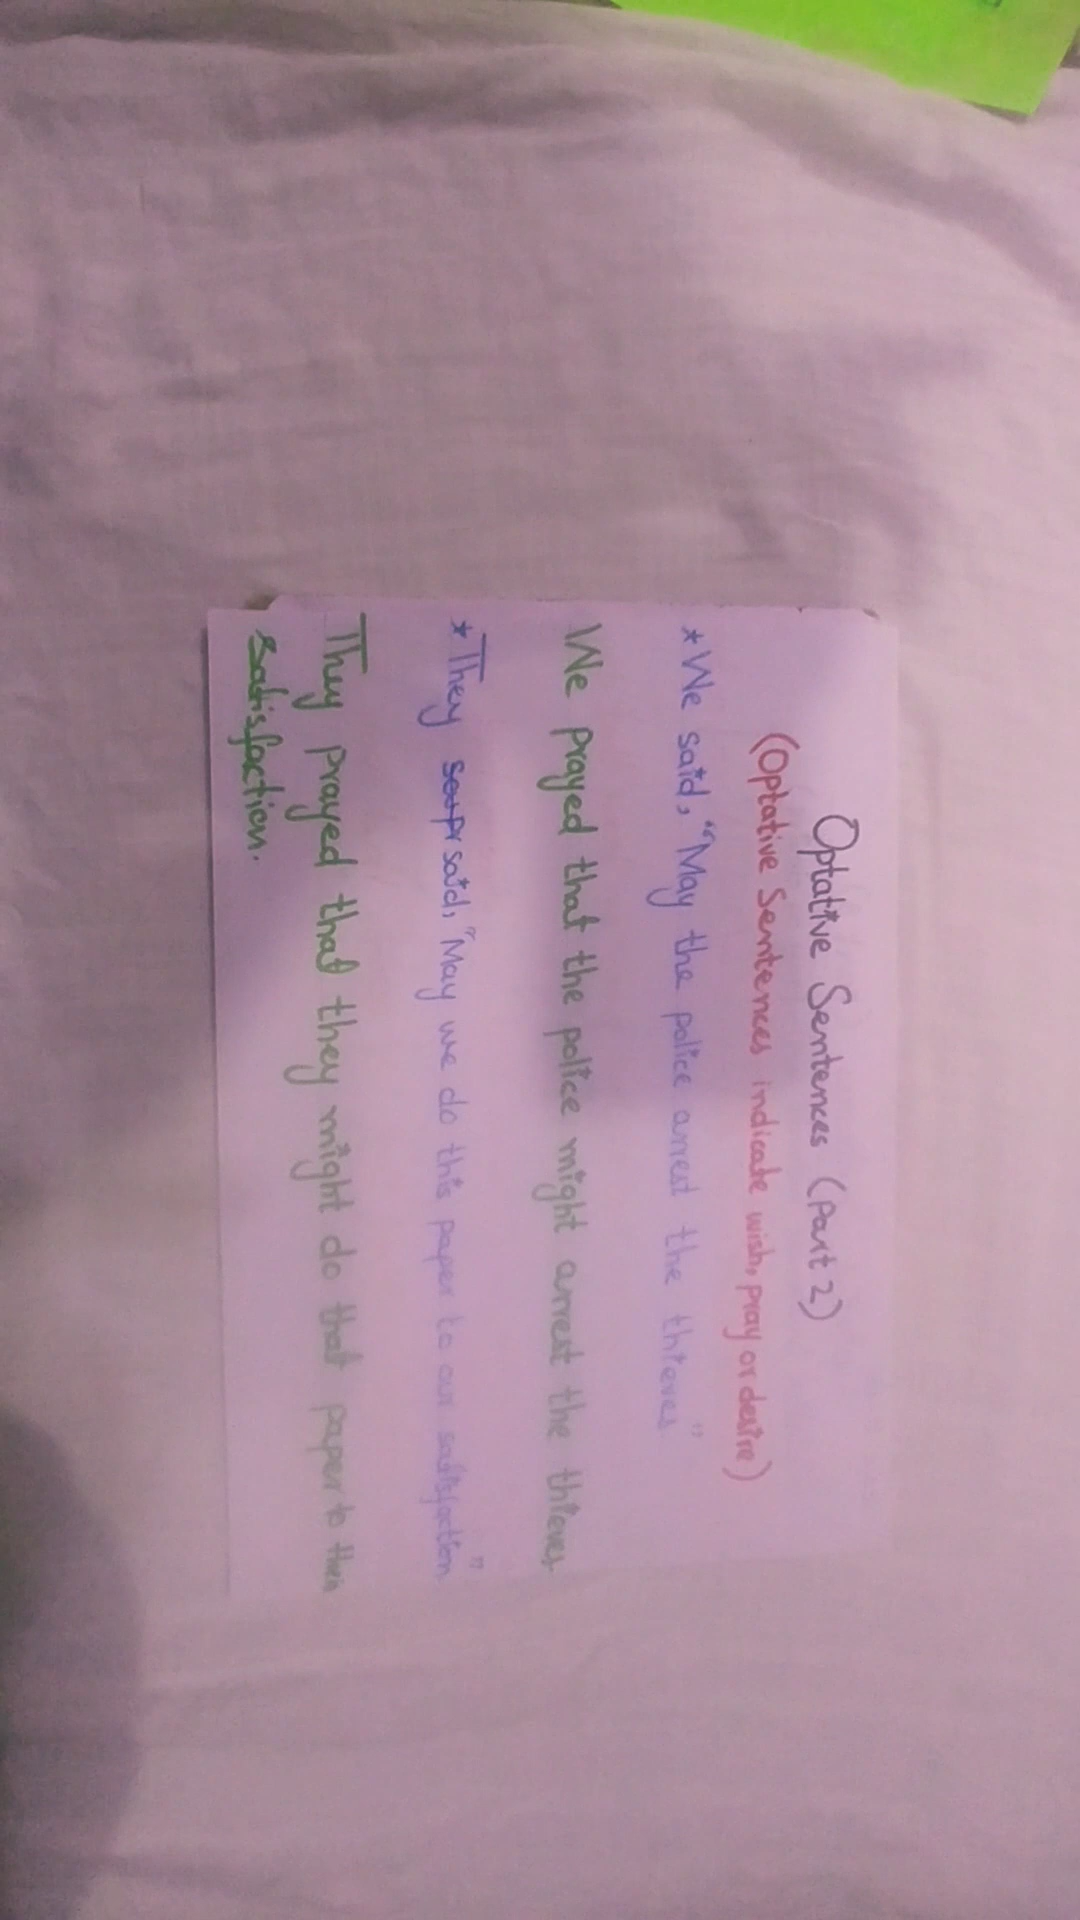 Optative Sentences (Part 2)
(Optative Sentences indicate wish, pray or desire)
* We said, "May the police arrest the thieves."
We prayed that the police might arrest the thieves.
* They said, "May we do this paper to our satisfaction."
They prayed that they might do that paper to their
satisfaction.